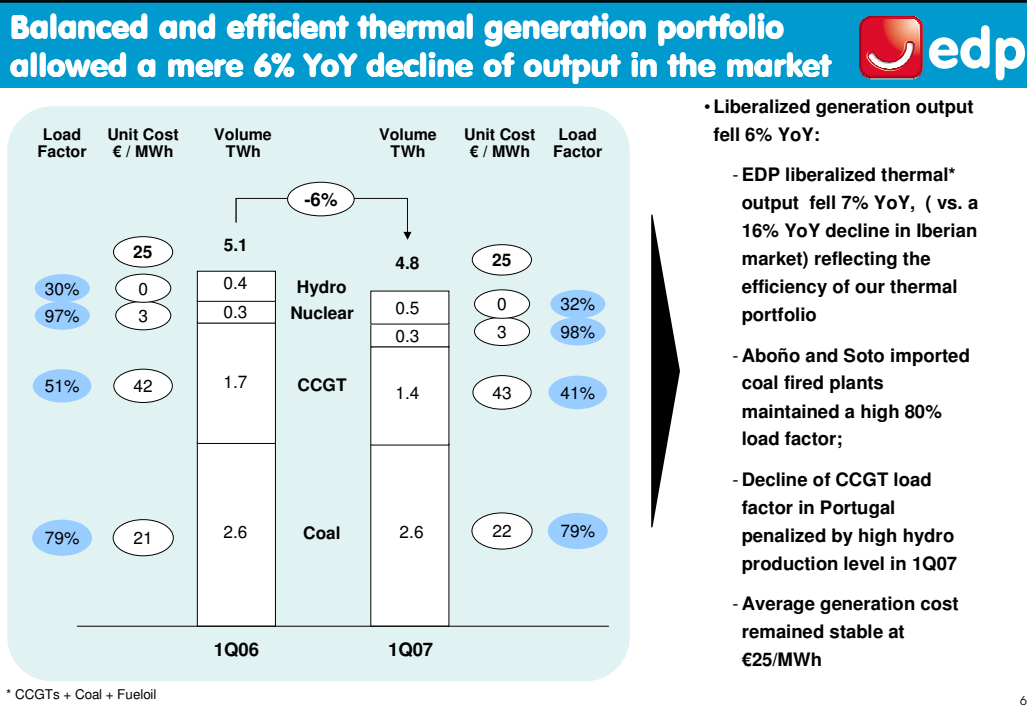 Balanced and efficient thermal generation portfolio
allowed a mere 6% YoY decline of output in the market
edp
Load Unit Cost Volume Volume Unit Cost Load
Factor € / MWh TWh TWh € / MWh Factor
-6%
25 5.1 4.8 25
30% 0 0.4 Hydro 0.5 0 32%
97% 3 0.3 Nuclear 0.3 3 98%
51% 42 1.7 CCGT 1.4 43 41%
79% 21 2.6 Coal 2.6 22 79%
1Q06 1Q07
• Liberalized generation output
fell 6% YoY:
- EDP liberalized thermal*
output fell 7% YoY, ( vs. a
16% YoY decline in Iberian
market) reflecting the
efficiency of our thermal
portfolio
- Aboño and Soto imported
coal fired plants
maintained a high 80%
load factor;
- Decline of CCGT load
factor in Portugal
penalized by high hydro
production level in 1Q07
- Average generation cost
remained stable at
€25/MWh
* CCGTs + Coal + Fueloil
6